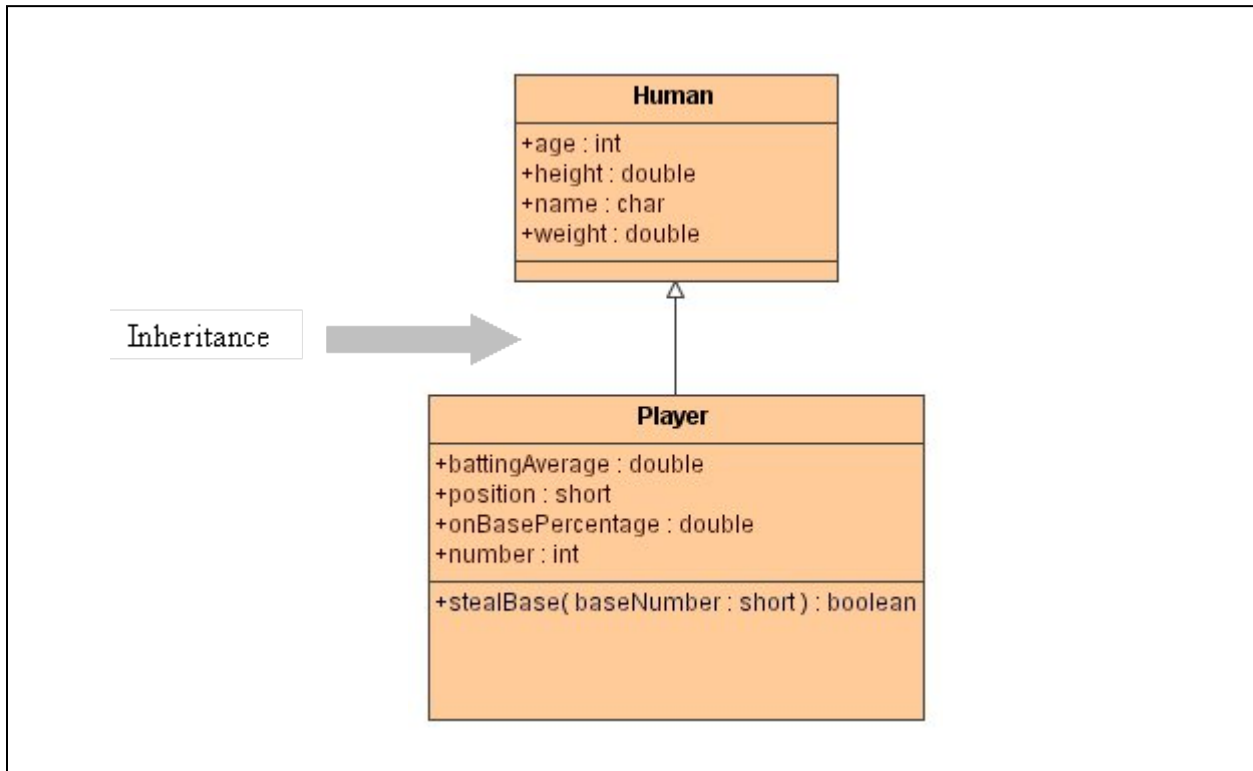 Human
+age : int
+height : double
+name : char
+weight : double
Inheritance
Player
+battingAverage : double
+position : short
+onBasePercentage : double
+number : int
+stealBase( baseNumber : short ) : boolean